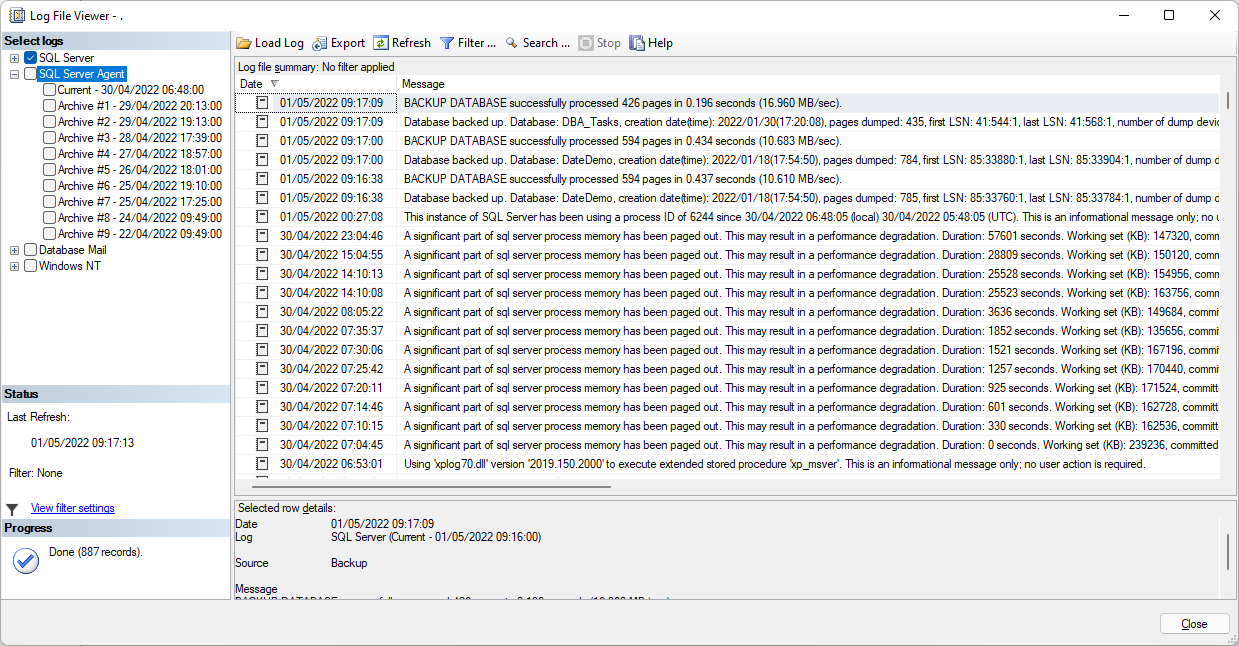 Log File Viewer - .
Select logs
SQL Server
SQL Server Agent
Current - 30/04/2022 06:48:00
Archive #1 - 29/04/2022 20:13:00
Archive #2 - 29/04/2022 19:13:00
Archive #3 - 28/04/2022 17:39:00
Archive #4 - 27/04/2022 18:57:00
Archive #5 - 26/04/2022 18:01:00
Archive #6 - 25/04/2022 19:10:00
Archive #7 - 25/04/2022 17:25:00
Archive #8 - 24/04/2022 09:49:00
Archive #9 - 22/04/2022 09:49:00
Database Mail
Windows NT
Status
Last Refresh:
01/05/2022 09:17:13
Filter: None
View filter settings
Progress
Done (887 records).
Load Log Export Refresh Filter ... Search ... Stop Help
Log file summary: No filter applied
Date Message
01/05/2022 09:17:09 BACKUP DATABASE successfully processed 426 pages in 0.196 seconds (16.960 MB/sec).
01/05/2022 09:17:09 Database backed up. Database: DBA_Tasks, creation date(time): 2022/01/30(17:20:08), pages dumped: 435, first LSN: 41:544:1, last LSN: 41:568:1, number of dump devic
01/05/2022 09:17:00 BACKUP DATABASE successfully processed 594 pages in 0.434 seconds (10.683 MB/sec).
01/05/2022 09:17:00 Database backed up. Database: DateDemo, creation date(time): 2022/01/18(17:54:50), pages dumped: 784, first LSN: 85:33880:1, last LSN: 85:33904:1, number of dump d
01/05/2022 09:16:38 BACKUP DATABASE successfully processed 594 pages in 0.437 seconds (10.610 MB/sec).
01/05/2022 09:16:38 Database backed up. Database: DateDemo, creation date(time): 2022/01/18(17:54:50), pages dumped: 785, first LSN: 85:33760:1, last LSN: 85:33784:1, number of dump d
01/05/2022 00:27:08 This instance of SQL Server has been using a process ID of 6244 since 30/04/2022 06:48:05 (local) 30/04/2022 05:48:05 (UTC). This is an informational message only; no u
30/04/2022 23:04:46 A significant part of sql server process memory has been paged out. This may result in a performance degradation. Duration: 57601 seconds. Working set (KB): 147320, comm
30/04/2022 15:04:55 A significant part of sql server process memory has been paged out. This may result in a performance degradation. Duration: 28809 seconds. Working set (KB): 150120, comm
30/04/2022 14:10:13 A significant part of sql server process memory has been paged out. This may result in a performance degradation. Duration: 25528 seconds. Working set (KB): 154956, comm
30/04/2022 14:10:08 A significant part of sql server process memory has been paged out. This may result in a performance degradation. Duration: 25523 seconds. Working set (KB): 163756, comm
30/04/2022 08:05:22 A significant part of sql server process memory has been paged out. This may result in a performance degradation. Duration: 3636 seconds. Working set (KB): 149684, commit
30/04/2022 07:35:37 A significant part of sql server process memory has been paged out. This may result in a performance degradation. Duration: 1852 seconds. Working set (KB): 135656, commit
30/04/2022 07:30:06 A significant part of sql server process memory has been paged out. This may result in a performance degradation. Duration: 1521 seconds. Working set (KB): 167196, commit
30/04/2022 07:25:42 A significant part of sql server process memory has been paged out. This may result in a performance degradation. Duration: 1257 seconds. Working set (KB): 170440, commit
30/04/2022 07:20:11 A significant part of sql server process memory has been paged out. This may result in a performance degradation. Duration: 925 seconds. Working set (KB): 171524, committ
30/04/2022 07:14:46 A significant part of sql server process memory has been paged out. This may result in a performance degradation. Duration: 601 seconds. Working set (KB): 162728, committ
30/04/2022 07:10:15 A significant part of sql server process memory has been paged out. This may result in a performance degradation. Duration: 330 seconds. Working set (KB): 162536, committ
30/04/2022 07:04:45 A significant part of sql server process memory has been paged out. This may result in a performance degradation. Duration: 0 seconds. Working set (KB): 239236, committed
30/04/2022 06:53:01 Using 'xplog70.dll' version '2019.150.2000' to execute extended stored procedure 'xp_msver'. This is an informational message only; no user action is required.
Selected row details:
Date 01/05/2022 09:17:09
Log SQL Server (Current - 01/05/2022 09:16:00)
Source Backup
Message
Close